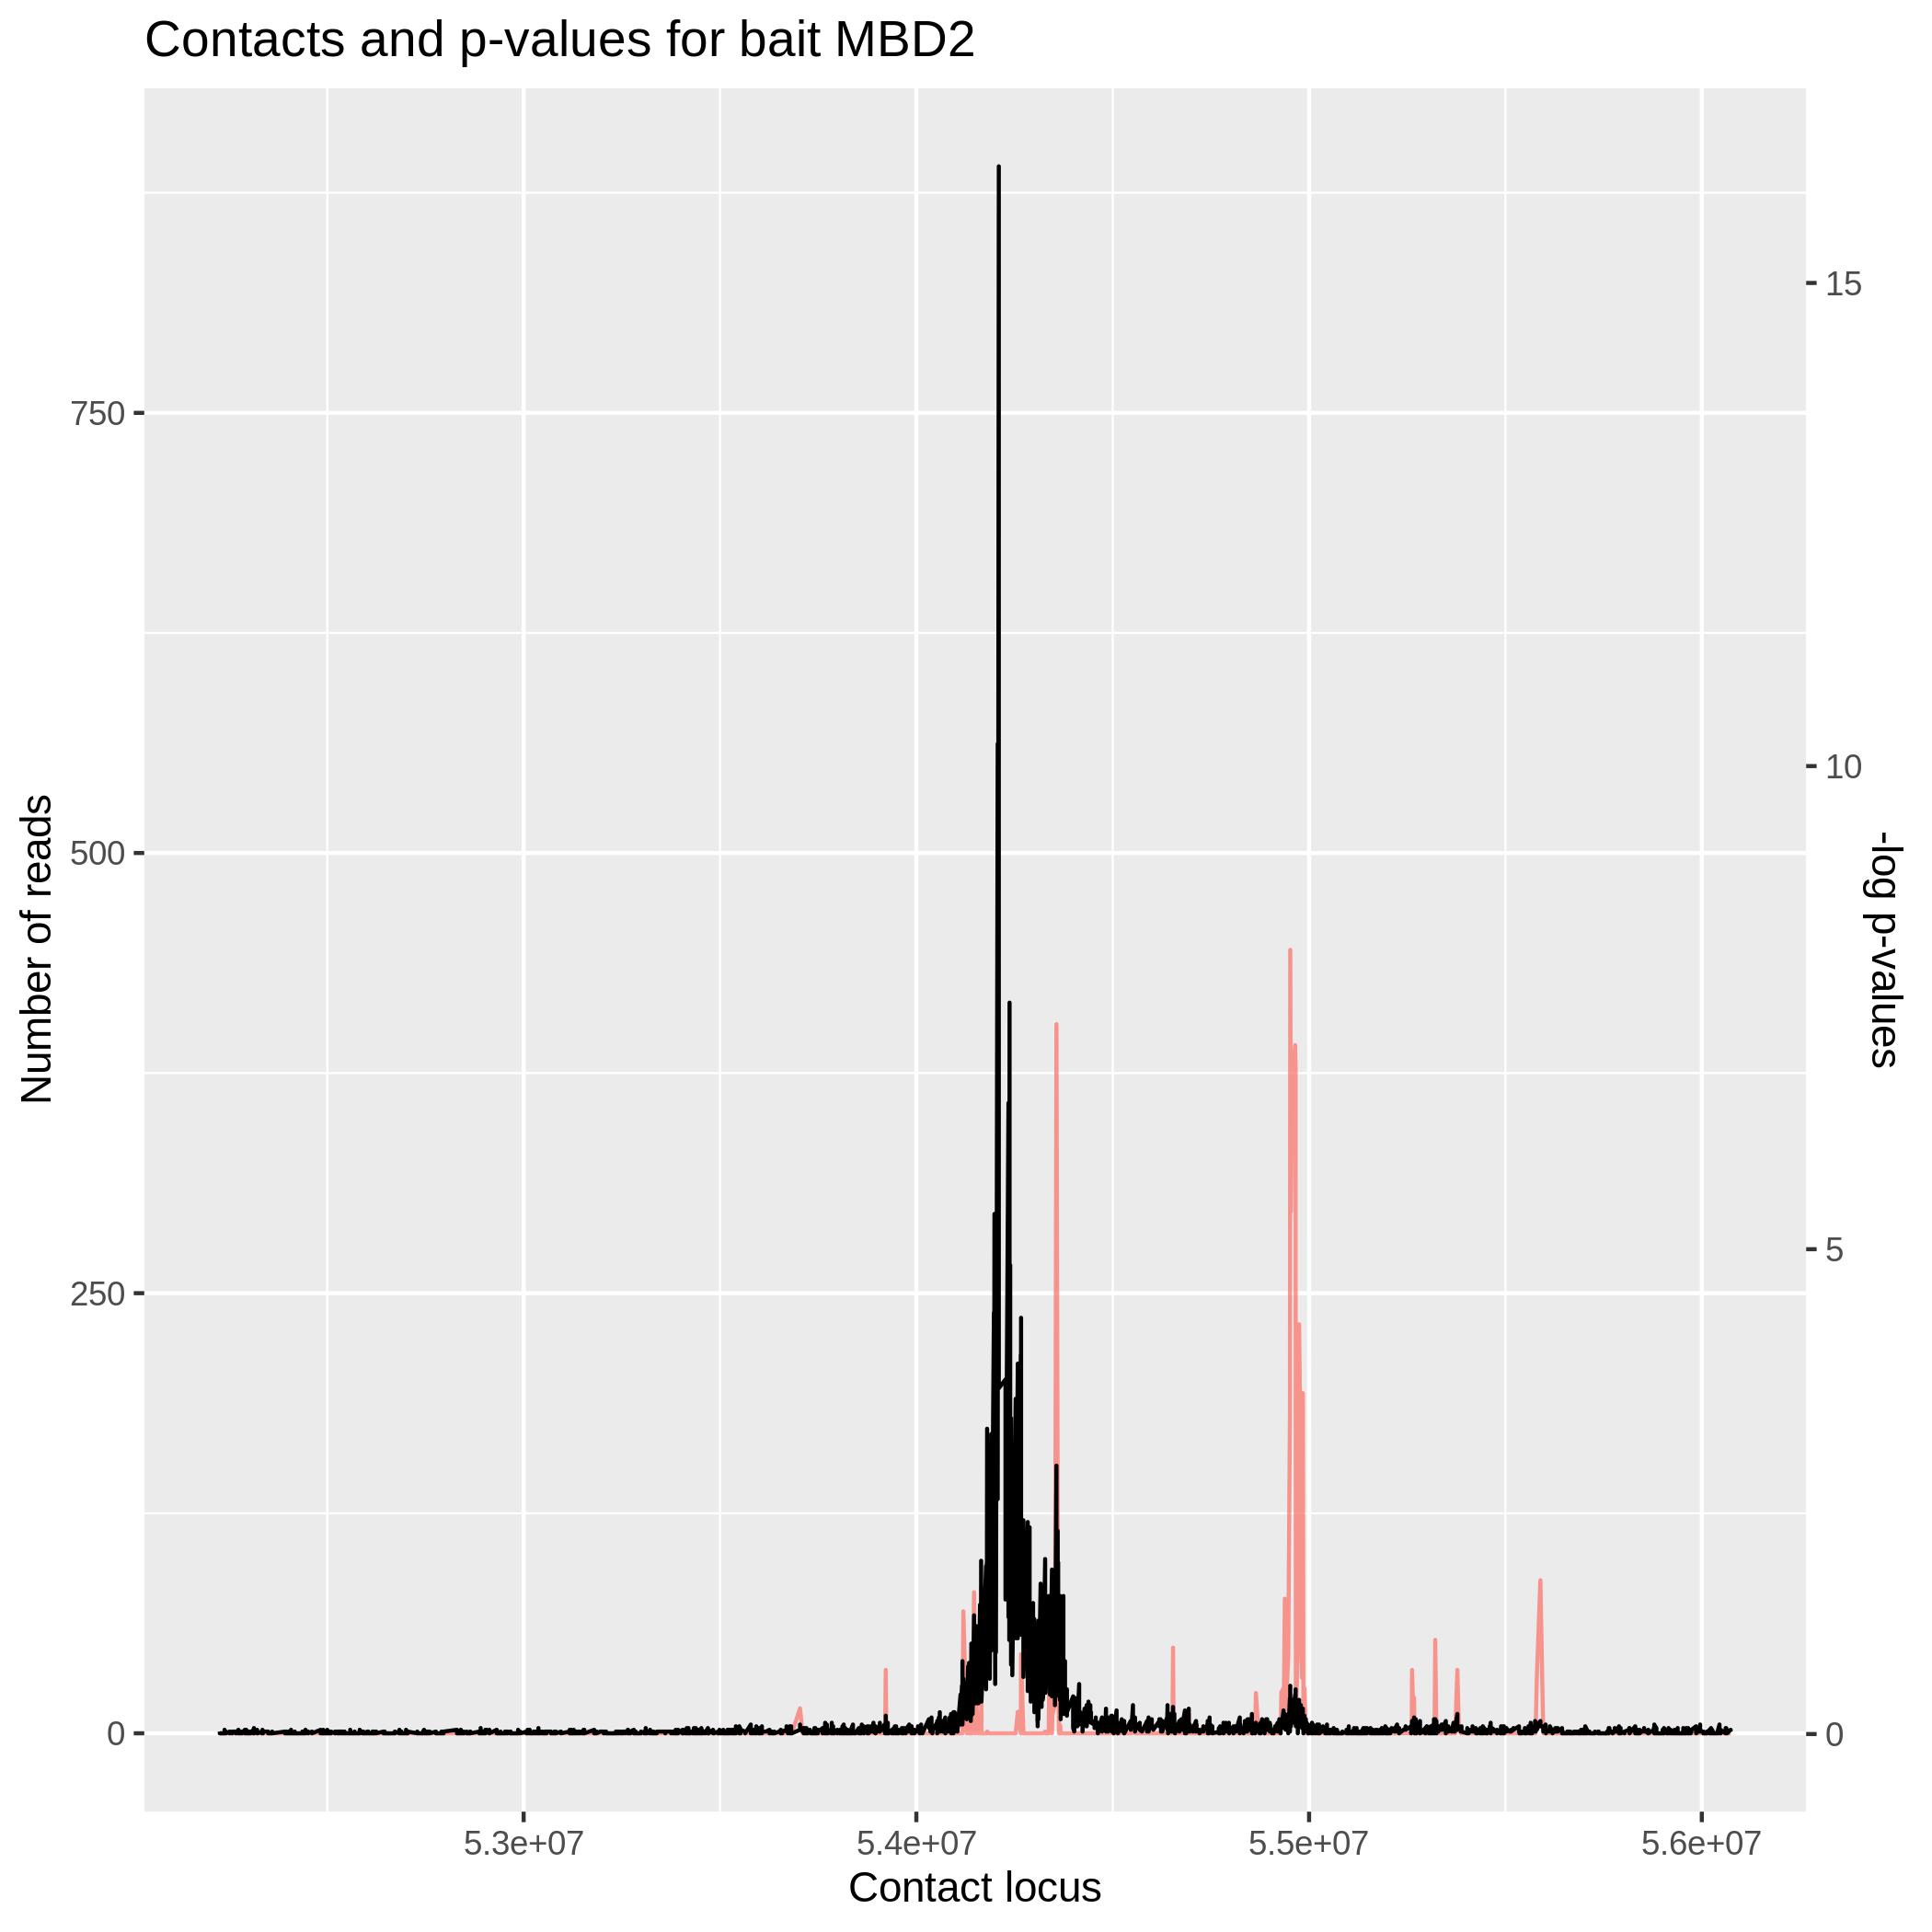 Contacts and p-values for bait MBD2
Number of reads
750
500
250
0
15
10
5
0
-log p-values
5.3e+07 5.4e+07 5.5e+07 5.6e+07
Contact locus